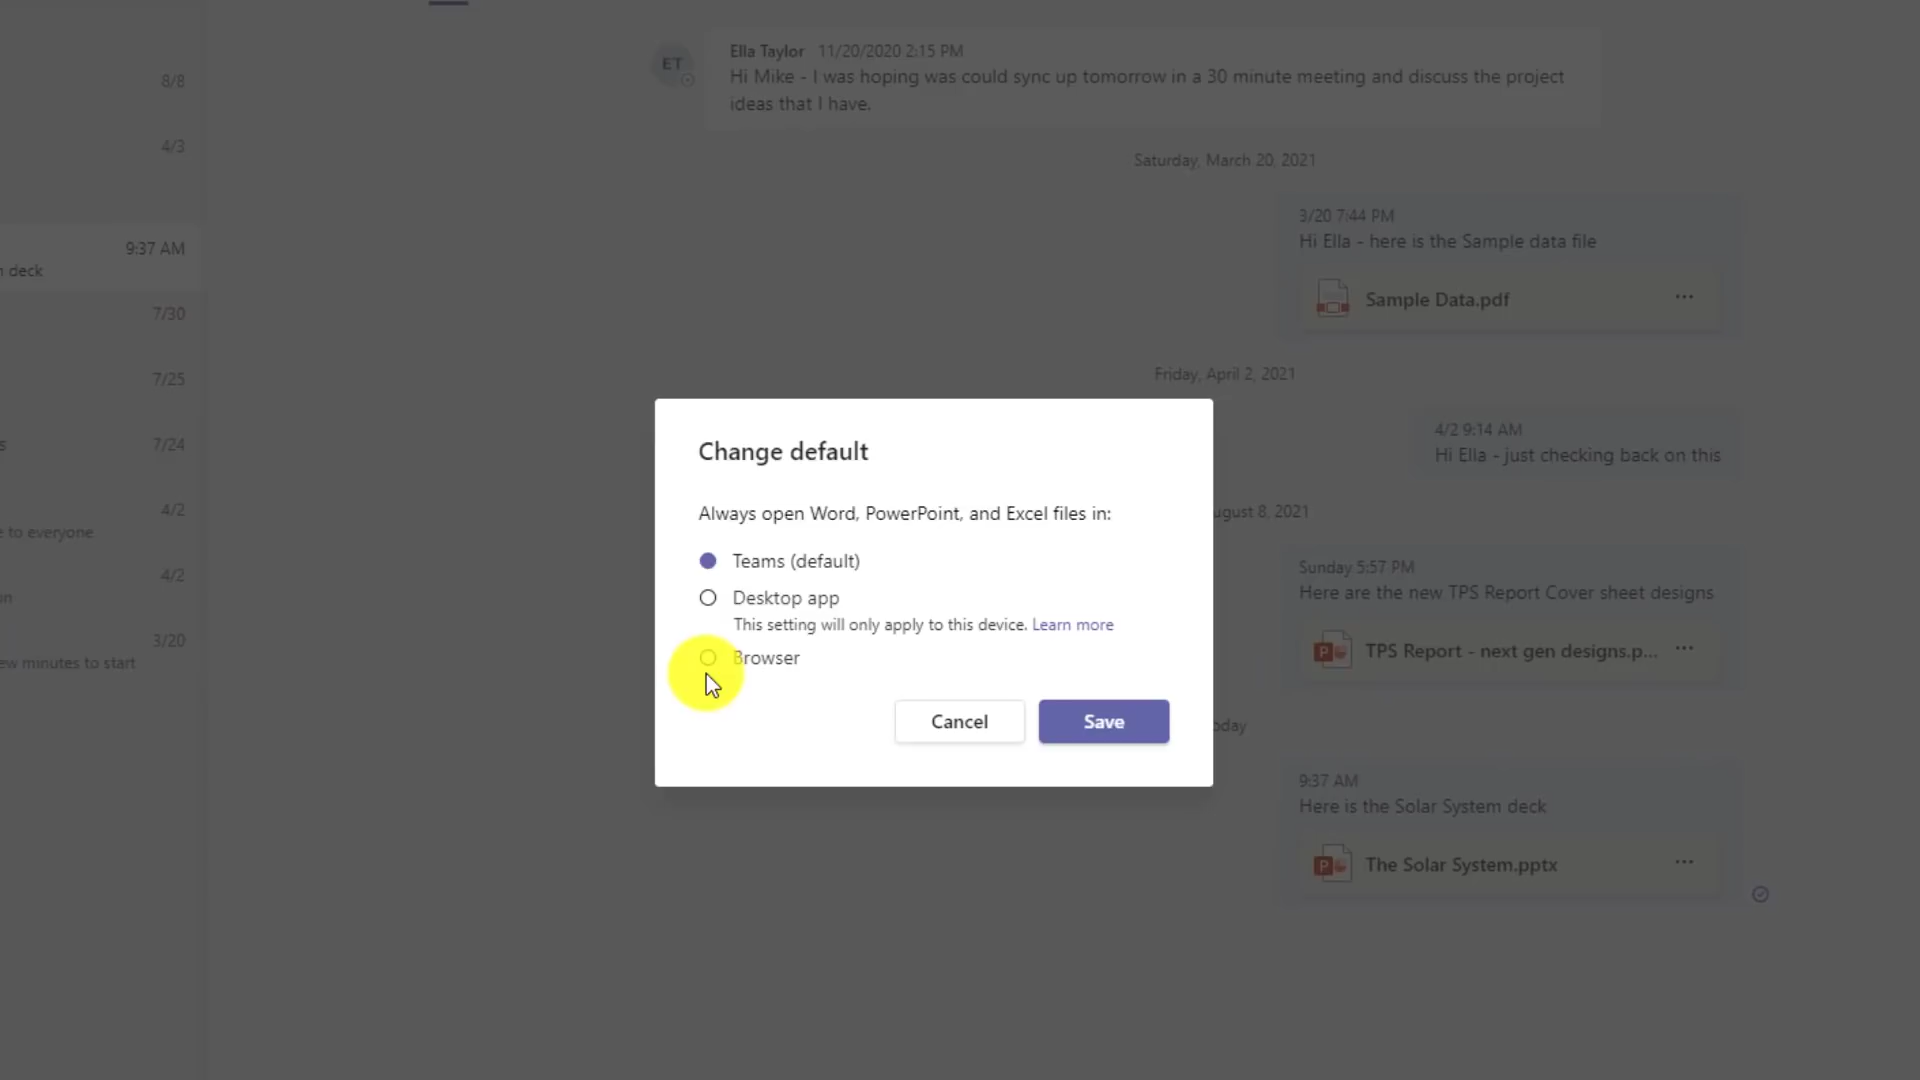 8/8
4/3
9:37 AM
deck
7/30
7/25
7/24
4/2
e to everyone
4/2
on
3/20
ew minutes to start
ET
Ella Taylor 11/20/2020 2:15 PM
Hi Mike - I was hoping was could sync up tomorrow in a 30 minute meeting and discuss the project
ideas that I have.
Saturday, March 20, 2021
3/20 7:44 PM
Hi Ella - here is the Sample data file
Sample Data.pdf
Friday, April 2, 2021
4/2 9:14 AM
Hi Ella - just checking back on this
ugust 8, 2021
Sunday 5:57 PM
Here are the new TPS Report Cover sheet designs
TPS Report - next gen designs.p...
oday
9:37 AM
Here is the Solar System deck
The Solar System.pptx
Change default
Always open Word, PowerPoint, and Excel files in:
Teams (default)
Desktop app
This setting will only apply to this device. Learn more
Browser
Cancel
Save